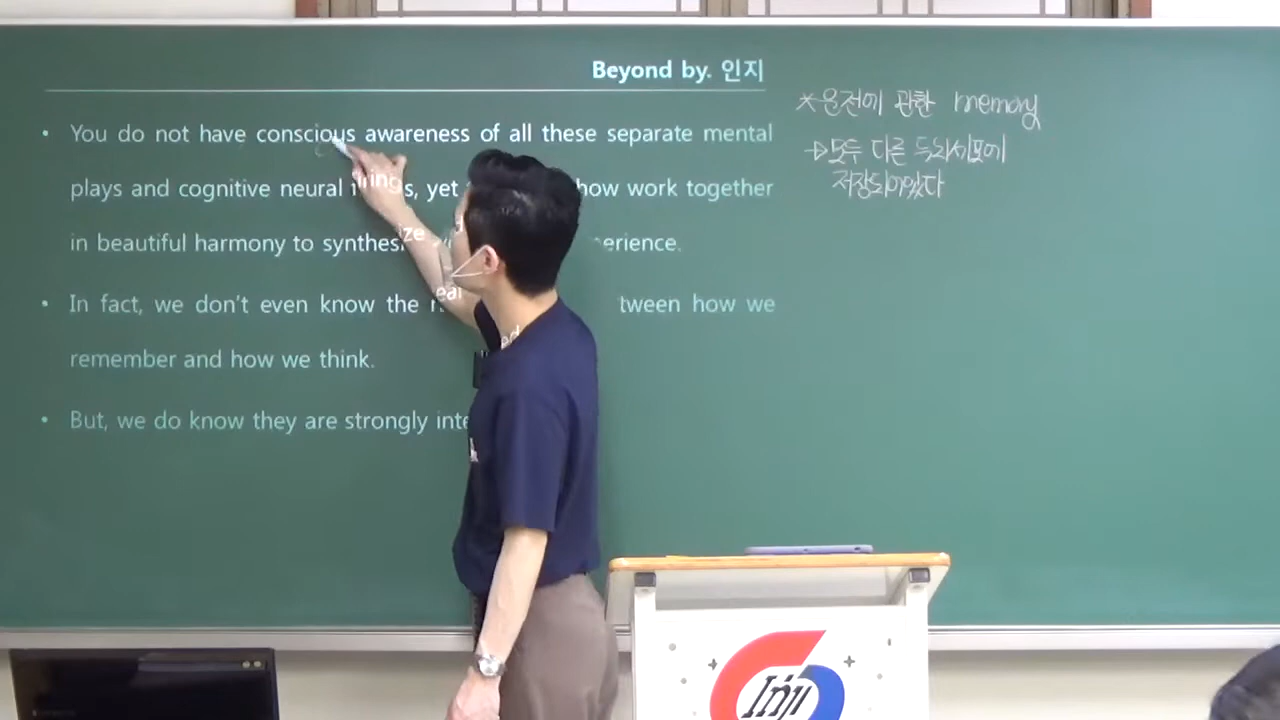 Beyond by. 인지
• You do not have conscious awareness of all these separate mental
plays and cognitive neural firings, yet how work together
in beautiful harmony to synthesize erience.
• In fact, we don't even know the tween how we
remember and how we think.
• But, we do know they are strongly inte
*운전에 관한 memory
→모두 다른 뇌세포에
저장되어있다
Inji